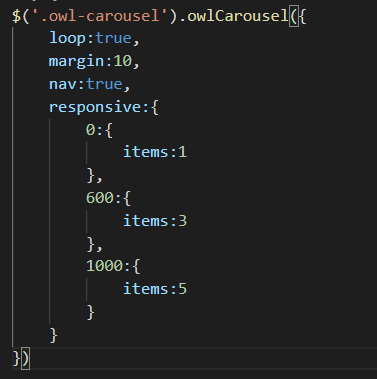 $('.owl-carousel').owlCarousel({
    loop:true,
    margin:10,
    nav:true,
    responsive:{
        0:{
            items:1
        },
        600:{
            items:3
        },
        1000:{
            items:5
        }
    }
})